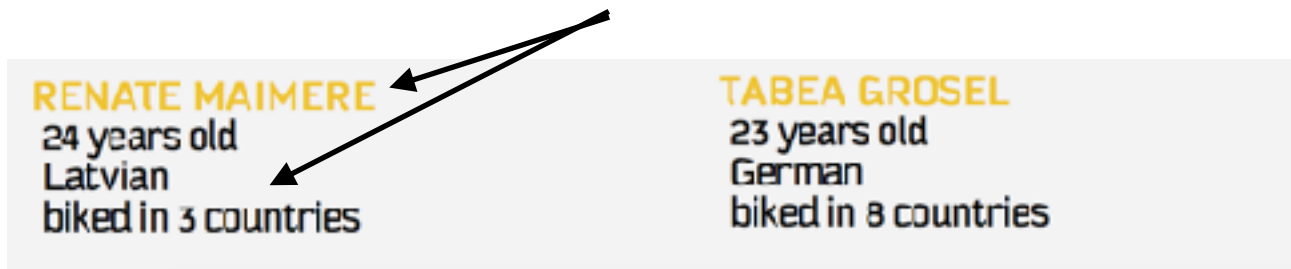 RENATE MAIMERE
24 years old
Latvian
biked in 3 countries
TABEA GROSEL
23 years old
German
biked in 8 countries